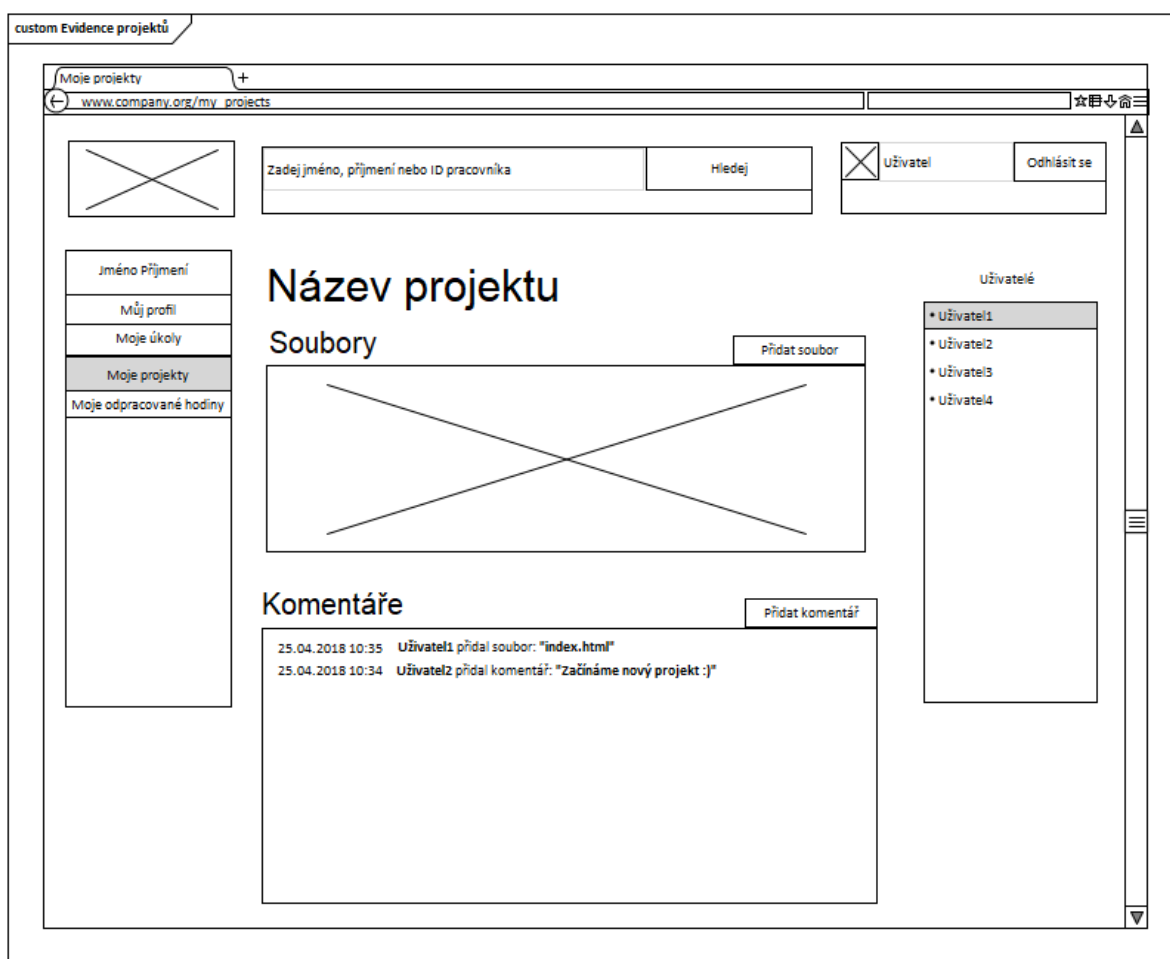 custom Evidence projektů
Moje projekty
www.company.org/my_projects
Zadej jméno, příjmení nebo ID pracovníka
Hledej
Uživatel
Odhlásit se
Jméno Příjmení
Můj profil
Moje úkoly
Moje projekty
Moje odpracované hodiny
Název projektu
Soubory
Přidat soubor
Komentáře
Přidat komentář
25.04.2018 10:35 Uživatel1 přidal soubor: "index.html"
25.04.2018 10:34 Uživatel2 přidal komentář: "Začínáme nový projekt :)"
Uživatelé
• Uživatel1
• Uživatel2
• Uživatel3
• Uživatel4